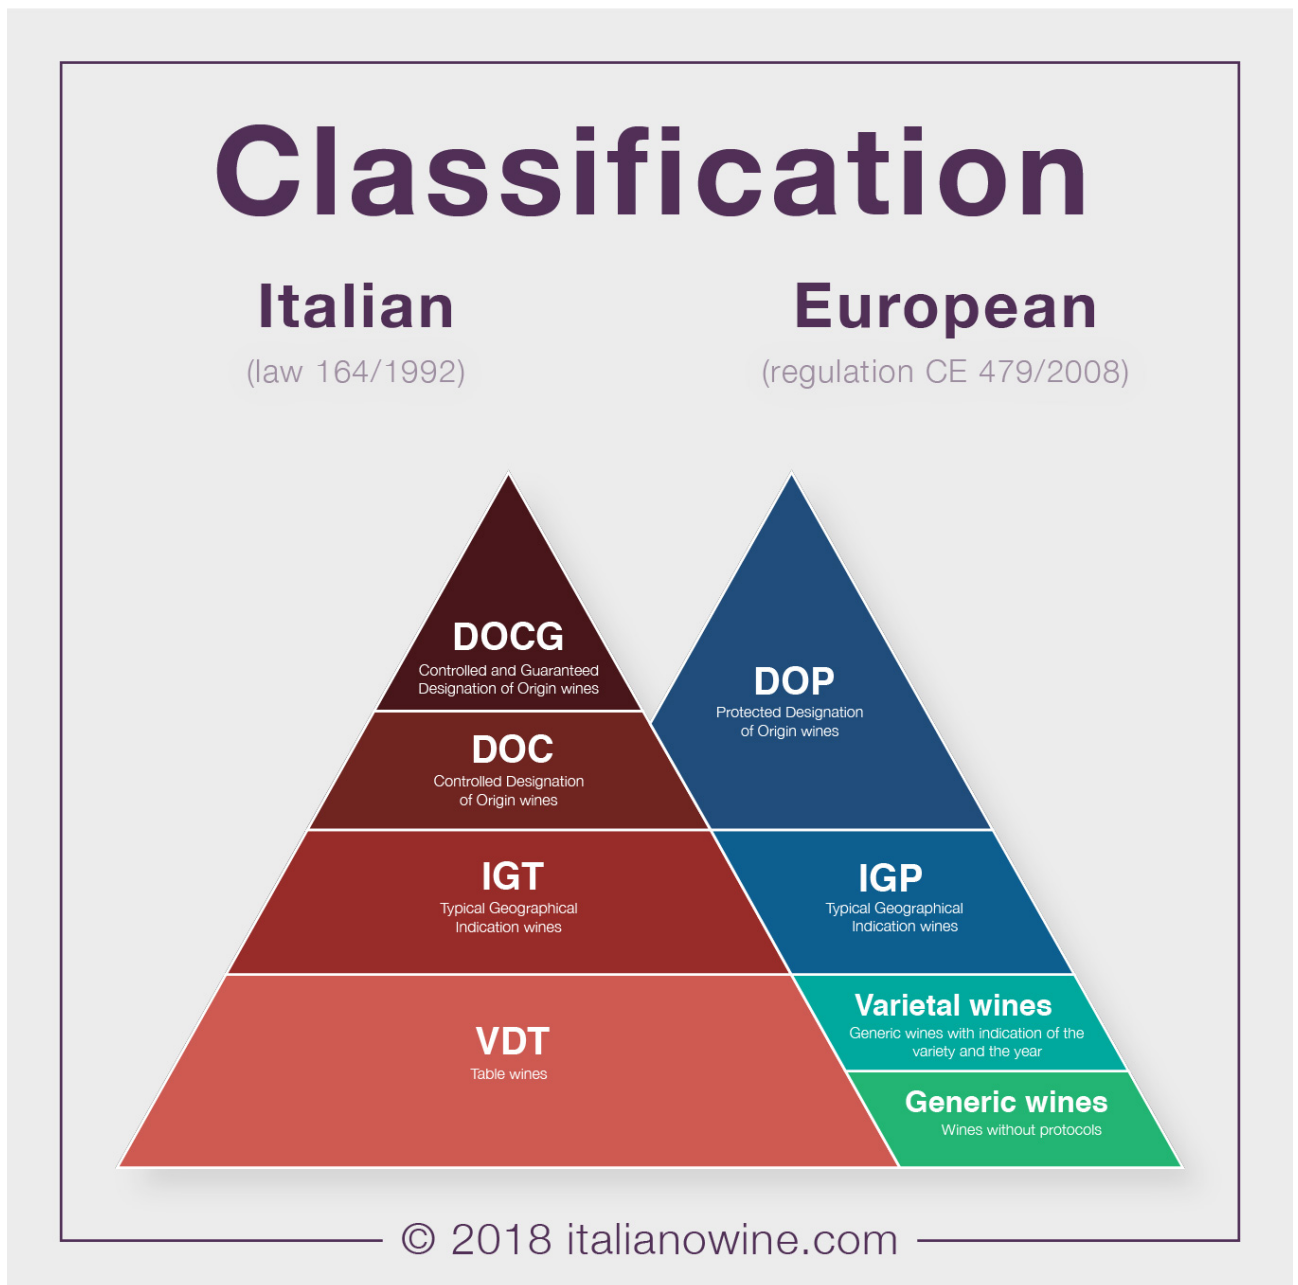 Classification
Italian
(law 164/1992)
European
(regulation CE 479/2008)
DOCG
Controlled and Guaranteed
Designation of Origin wines
DOC
Controlled Designation
of Origin wines
IGT
Typical Geographical
Indication wines
VDT
Table wines
DOP
Protected Designation
of Origin wines
IGP
Typical Geographical
Indication wines
Varietal wines
Generic wines with indication of the
variety and the year
Generic wines
Wines without protocols
© 2018 italianowine.com